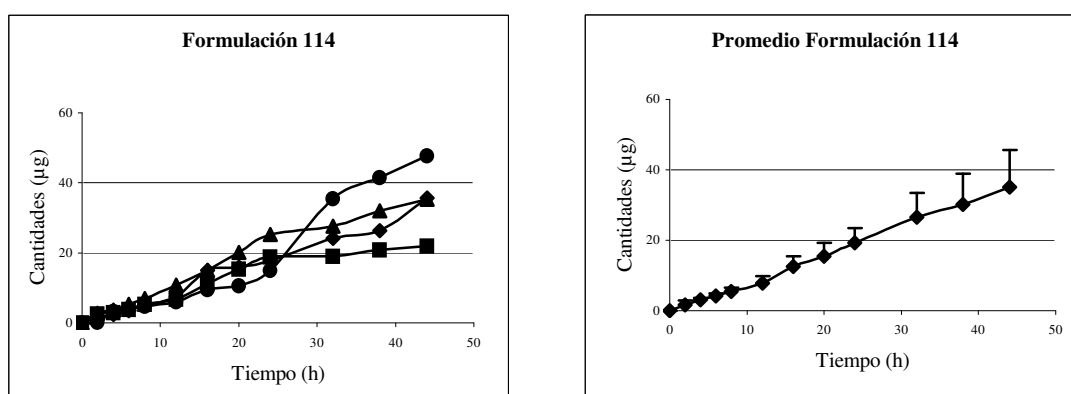 Formulación 114
60
40
20
0
0 10 20 30 40 50
Cantidades (µg)
Tiempo (h)
Promedio Formulación 114
60
40
20
0
0 10 20 30 40 50
Cantidades (µg)
Tiempo (h)